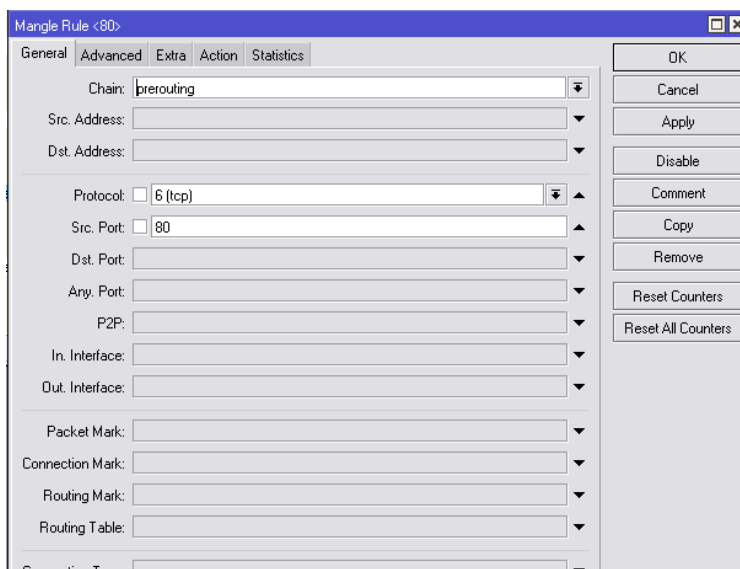 Mangle Rule <80>
General Advanced Extra Action Statistics
OK
Chain: prerouting
Cancel
Src. Address:
Apply
Dst. Address:
Disable
Protocol: 6 (tcp)
Comment
Src. Port: 80
Copy
Dst. Port:
Remove
Any. Port:
Reset Counters
P2P:
Reset All Counters
In. Interface:
Out. Interface:
Packet Mark:
Connection Mark:
Routing Mark:
Routing Table: